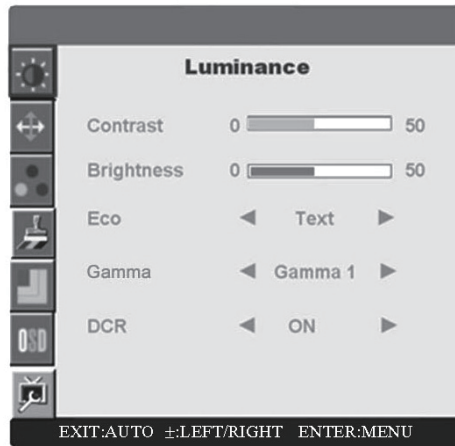 Luminance
Contrast 0 50
Brightness 0 50
Eco Text
Gamma Gamma 1
DCR ON
OSD
EXIT:AUTO ±:LEFT/RIGHT ENTER:MENU